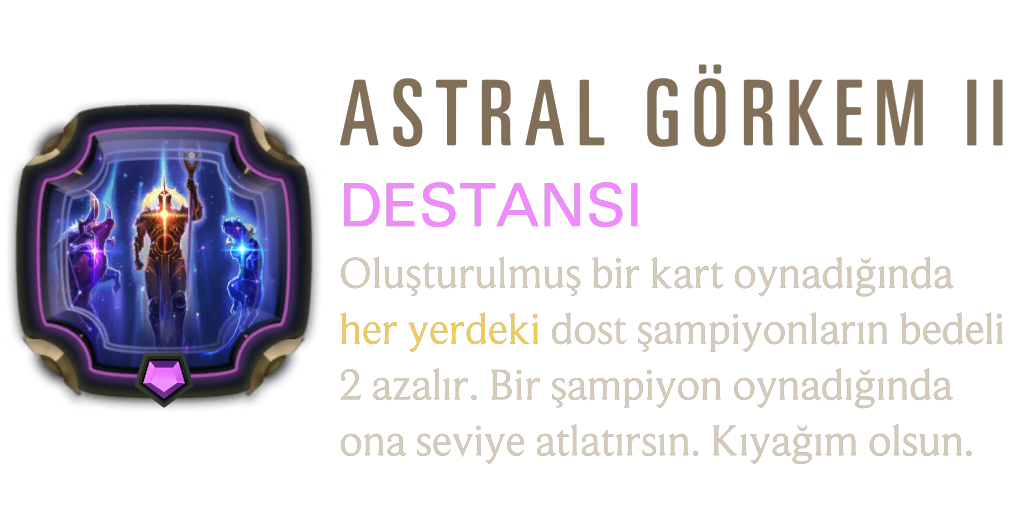 ASTRAL GÖRKEM II
DESTANSI
Oluşturulmuş bir kart oynadığında
her yerdeki dost şampiyonların bedeli
2 azalır. Bir şampiyon oynadığında
ona seviye atlatırsın. Kıyağım olsun.